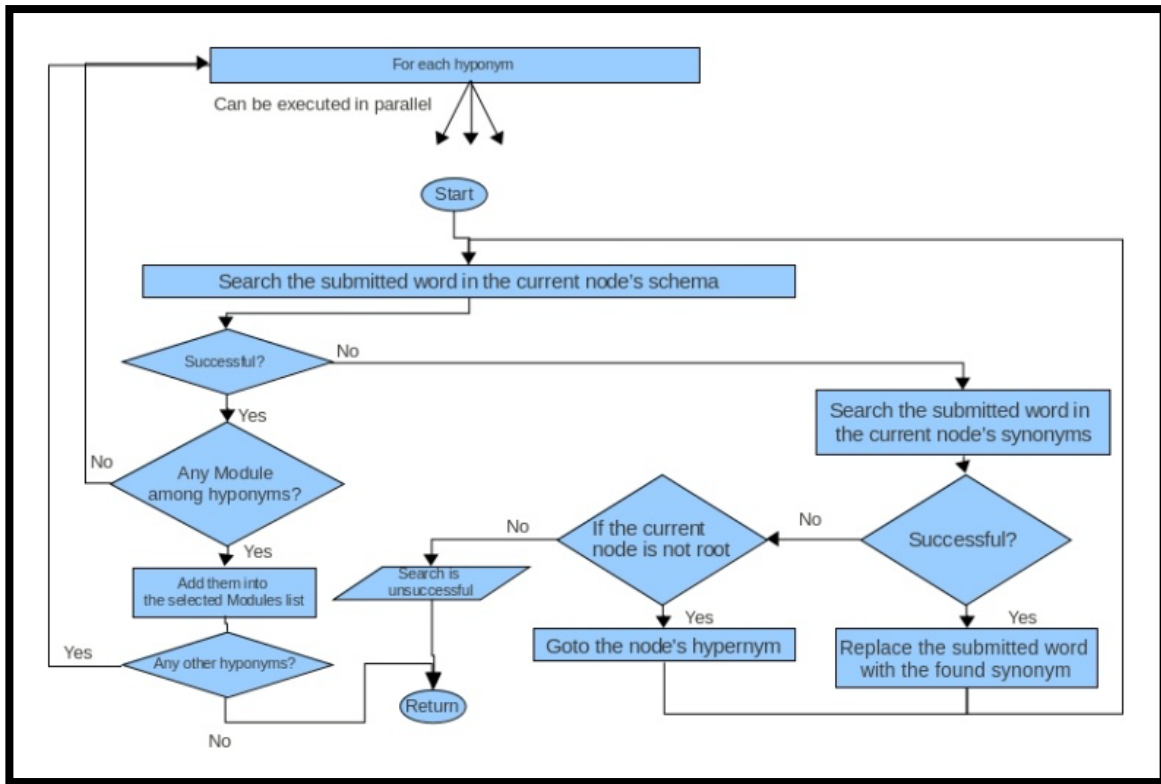 For each hyponym
Can be executed in parallel
Start
Search the submitted word in the current node's schema
Successful?
No
Yes
Search the submitted word in
the current node's synonyms
No
Any Module
among hyponyms?
If the current
node is not root
No
No
Successful?
Yes
Add them into
the selected Modules list
Search is
unsuccessful
Yes
Yes
Goto the node's hypernym
Replace the submitted word
with the found synonym
Yes
Any other hyponyms?
Return
No